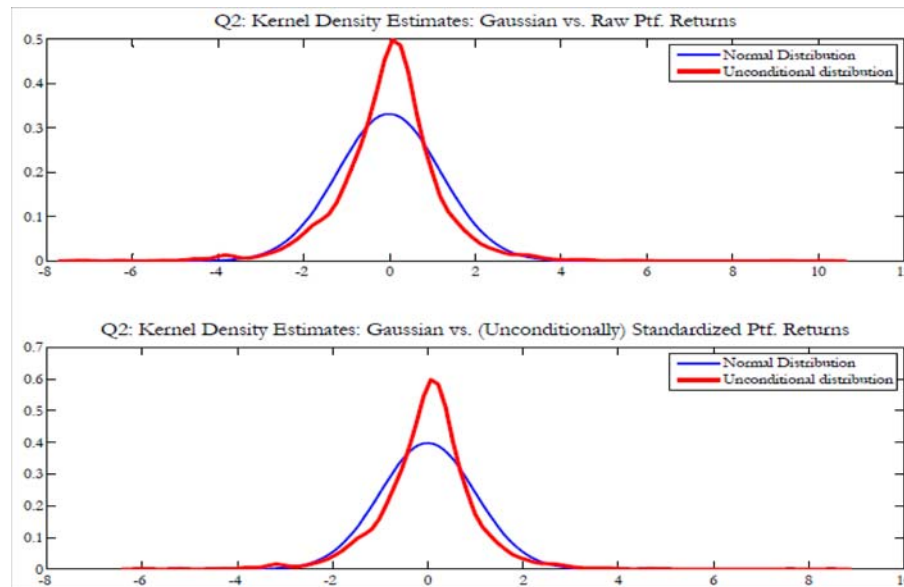 Q2: Kernel Density Estimates: Gaussian vs. Raw Ptf. Returns
0.5
Normal Distribution
Unconditional distribution
0.4
0.3
0.2
0.1
0
-8 -6 -4 -2 0 2 4 6 8 10 1
Q2: Kernel Density Estimates: Gaussian vs. (Unconditionally) Standardized Ptf. Returns
0.7
Normal Distribution
Unconditional distribution
0.6
0.5
0.4
0.3
0.2
0.1
0
-8 -6 -4 -2 0 2 4 6 8 1